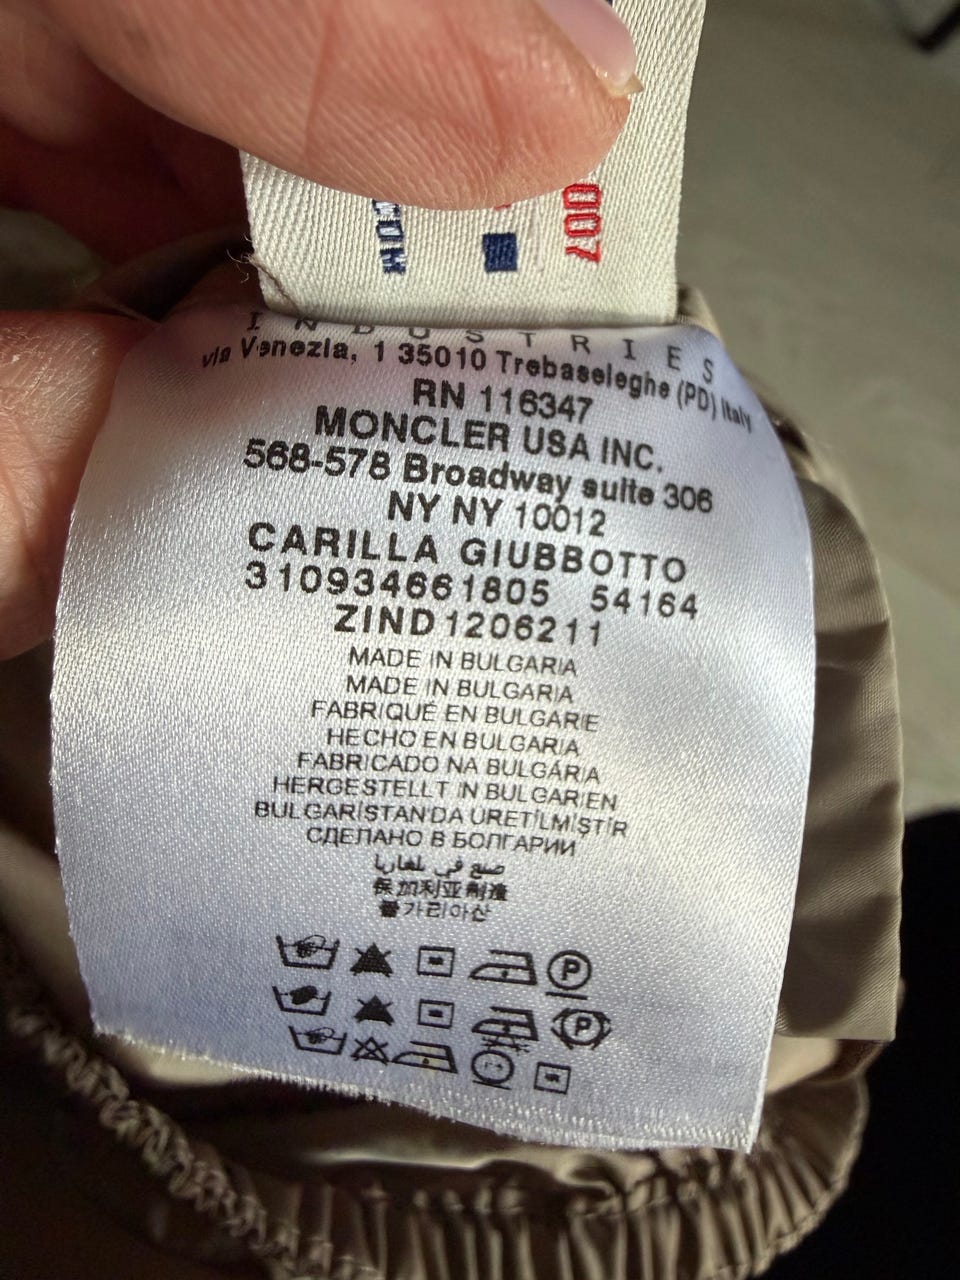 007
INDUSTRIES
via Venezia, 1 35010 Trebaseleghe (PD) Italy
RN 116347
MONCLER USA INC.
568-578 Broadway suite 306
NY NY 10012
CARILLA GIUBBOTTO
310934661805 54164
ZIND1206211
MADE IN BULGARIA
MADE IN BULGARIA
FABRIQUÉ EN BULGARIE
HECHO EN BULGARIA
FABRICADO NA BULGÁRIA
HERGESTELLT IN BULGARIEN
BULGARİSTAN'DA URETİLMİŞTİR
СДЕЛАНО В БОЛГАРИИ
صنع في بلغاريا
保加利亚制造
불가리아산
P
P